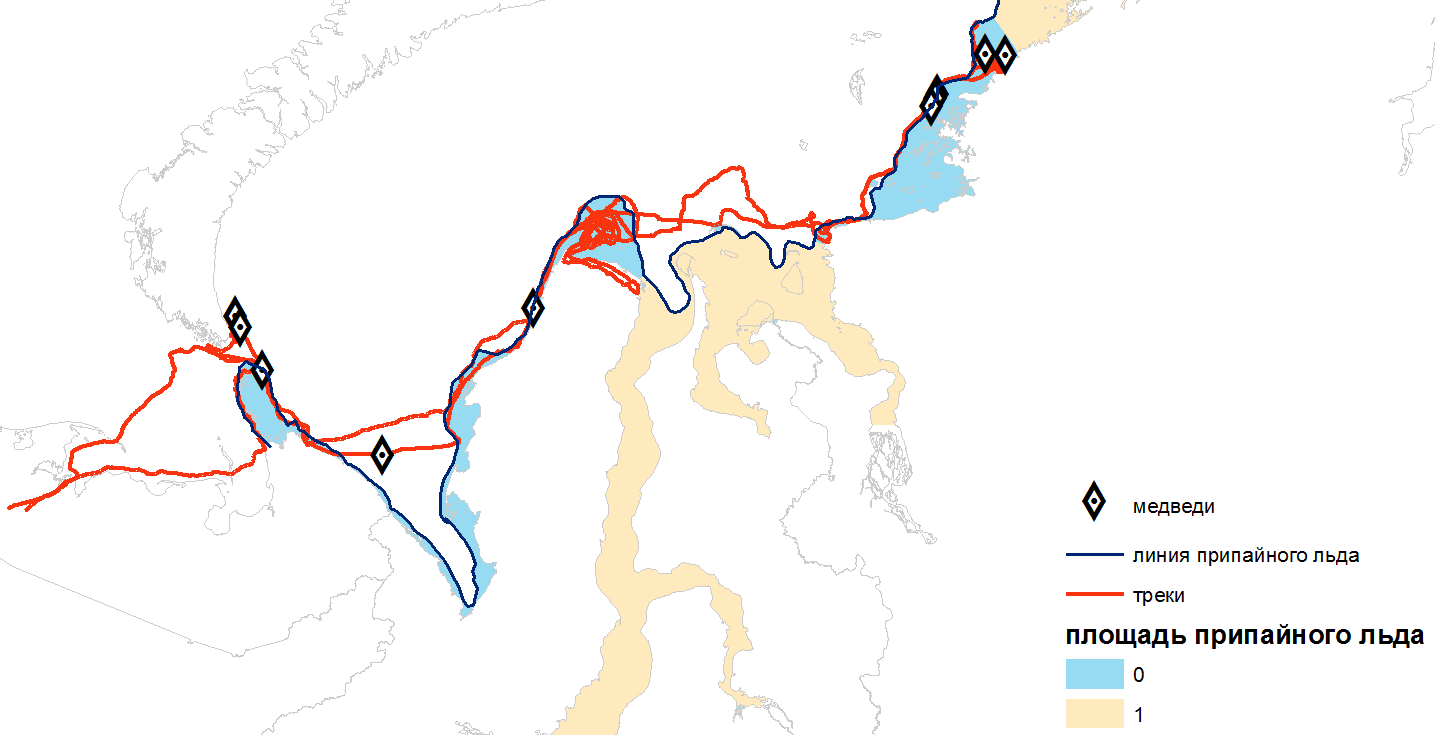 медведи
линия припайного льда
треки
площадь припайного льда
0
1